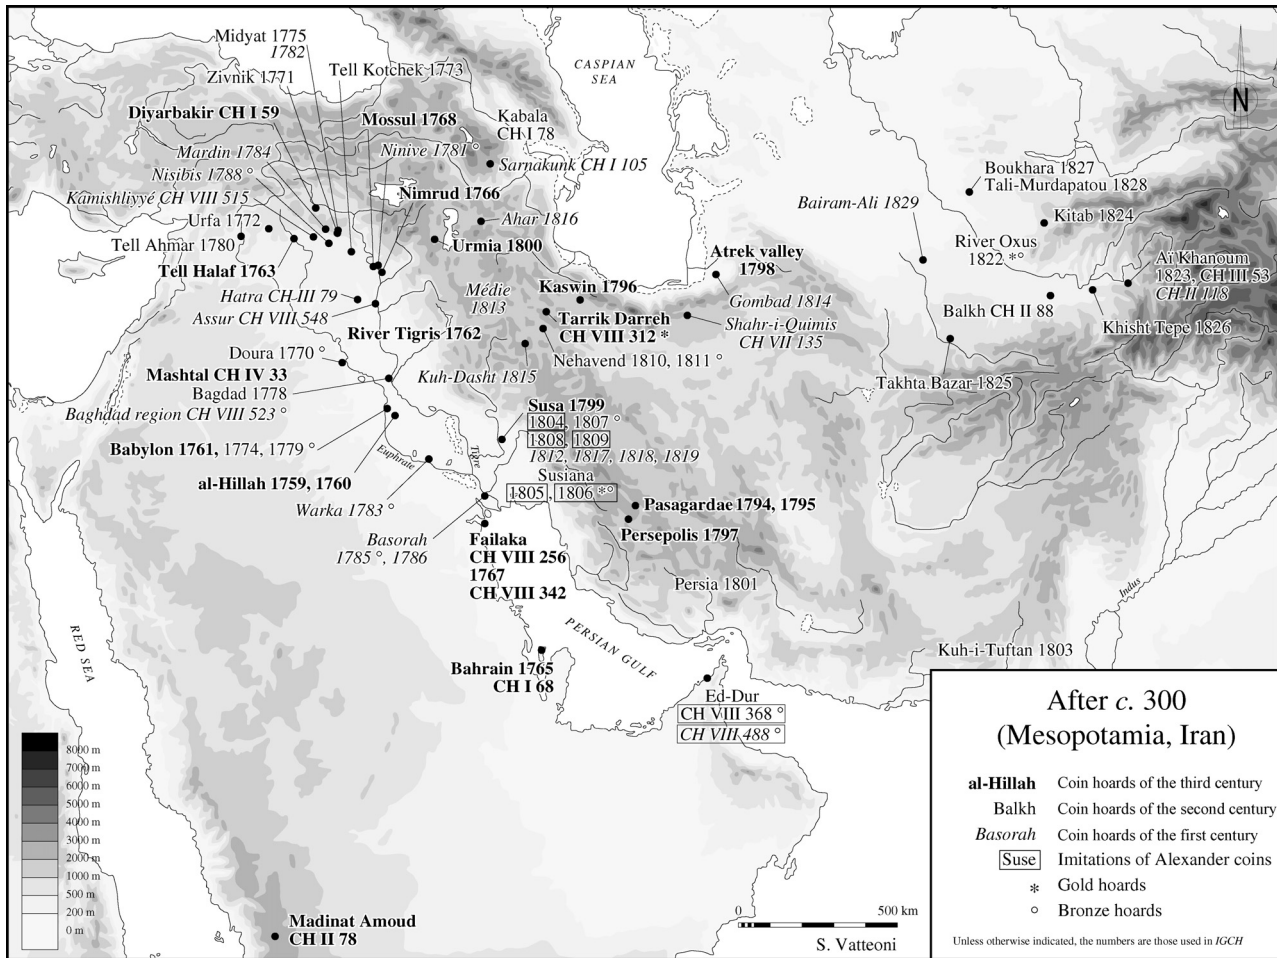 Midyat 1775
1782
Zivnik 1771
Tell Kotchek 1773
Diyarbakir CH I 59
Mossul 1768
Mardin 1784
Ninive 1781 °
Nisibis 1788 °
Nimrud 1766
Kâmishliyyé CH VIII 515
Urfa 1772
Tell Ahmar 1780
Tell Halaf 1763
Hatra CH III 79
Assur CH VIII 548
River Tigris 1762
Doura 1770 °
Mashtal CH IV 33
Bagdad 1778
Baghdad region CH VIII 523 °
Babylon 1761, 1774, 1779 °
al-Hillah 1759, 1760
Warka 1783 °
Basorah
1785 °, 1786
Euphrate
Tigre
CASPIAN
SEA
Kabala
CH I 78
Sarnakunk CH I 105
Ahar 1816
Urmia 1800
Médie
1813
Kaswin 1796
Tarrik Darreh
CH VIII 312 *
Nehavend 1810, 1811 °
Kuh-Dasht 1815
Atrek valley
1798
Gombad 1814
Shahr-i-Quimis
CH VII 135
Susa 1799
1804, 1807 °
1808, 1809
1812, 1817, 1818, 1819
Susiana
1805, 1806 *°
Pasagardae 1794, 1795
Persepolis 1797
Persia 1801
Failaka
CH VIII 256
1767
CH VIII 342
PERSIAN GULF
Bahrain 1765
CH I 68
Ed-Dur
CH VIII 368 °
CH VIII 488 °
RED SEA
Madinat Amoud
CH II 78
Boukhara 1827
Tali-Murdapatou 1828
Bairam-Ali 1829
Kitab 1824
River Oxus
1822 *°
Aï Khanoum
1823, CH III 53
CH II 118
Balkh CH II 88
Khisht Tepe 1826
Takhta Bazar 1825
Indus
Kuh-i-Tuftan 1803
N
8000 m
7000 m
6000 m
5000 m
4000 m
3000 m
2000 m
1000 m
500 m
200 m
0 m
0 500 km
S. Vatteoni
After c. 300
(Mesopotamia, Iran)
al-Hillah Coin hoards of the third century
Balkh Coin hoards of the second century
Basorah Coin hoards of the first century
Suse Imitations of Alexander coins
* Gold hoards
° Bronze hoards
Unless otherwise indicated, the numbers are those used in IGCH